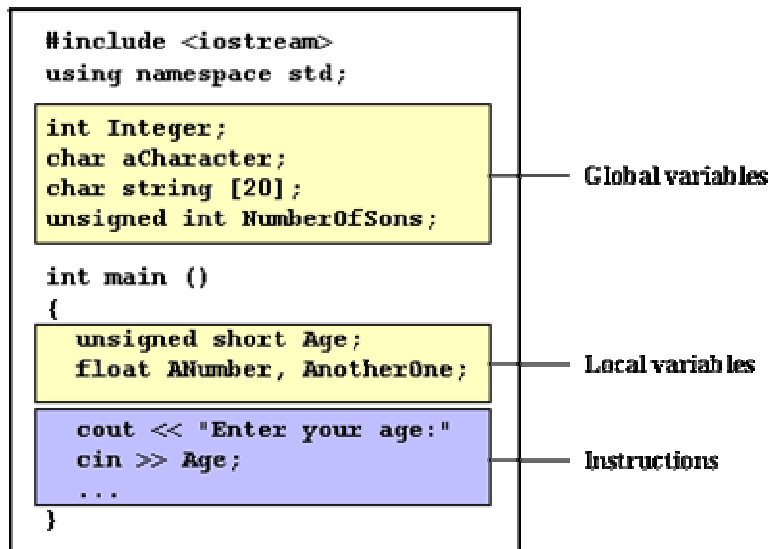 #include <iostream>
using namespace std;
int Integer;
char aCharacter;
char string [20];
unsigned int NumberOfSons;
Global variables
int main ()
{
unsigned short Age;
float ANumber, AnotherOne;
Local variables
cout << "Enter your age:"
cin >> Age;
...
Instructions
}